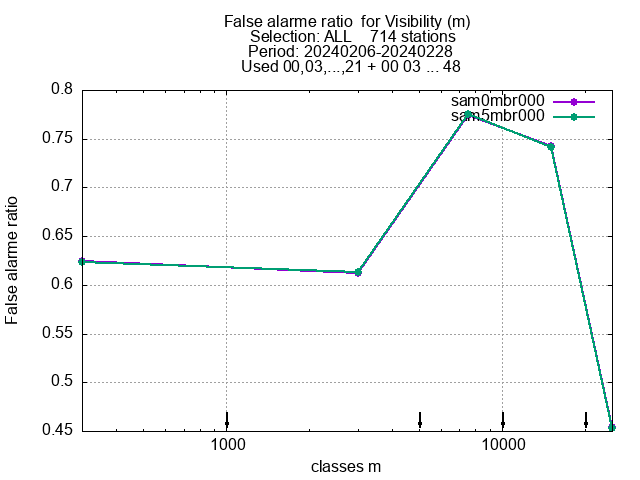 False alarme ratio  for Visibility (m)
Selection: ALL    714 stations
Period: 20240206-20240228
Used 00,03,...,21 + 00 03 ... 48
sam0mbr000
sam5mbr000
0.8
0.75
0.7
0.65
0.6
0.55
0.5
0.45
False alarme ratio
1000
10000
classes m